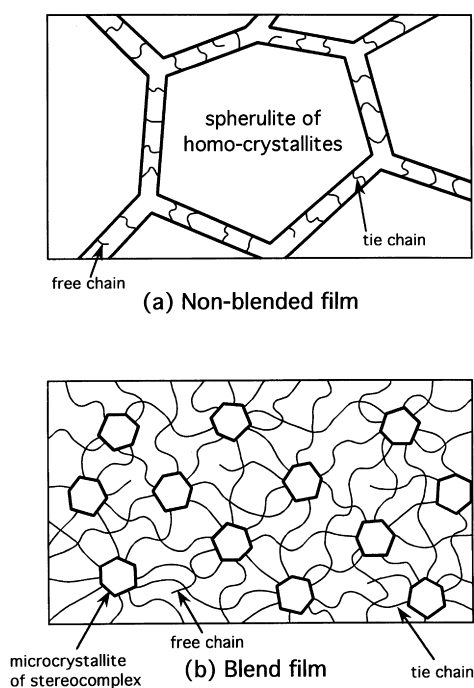 spherulite of
homo-crystallites
tie chain
free chain
(a) Non-blended film
free chain
microcrystallite
of stereocomplex
(b) Blend film
tie chain